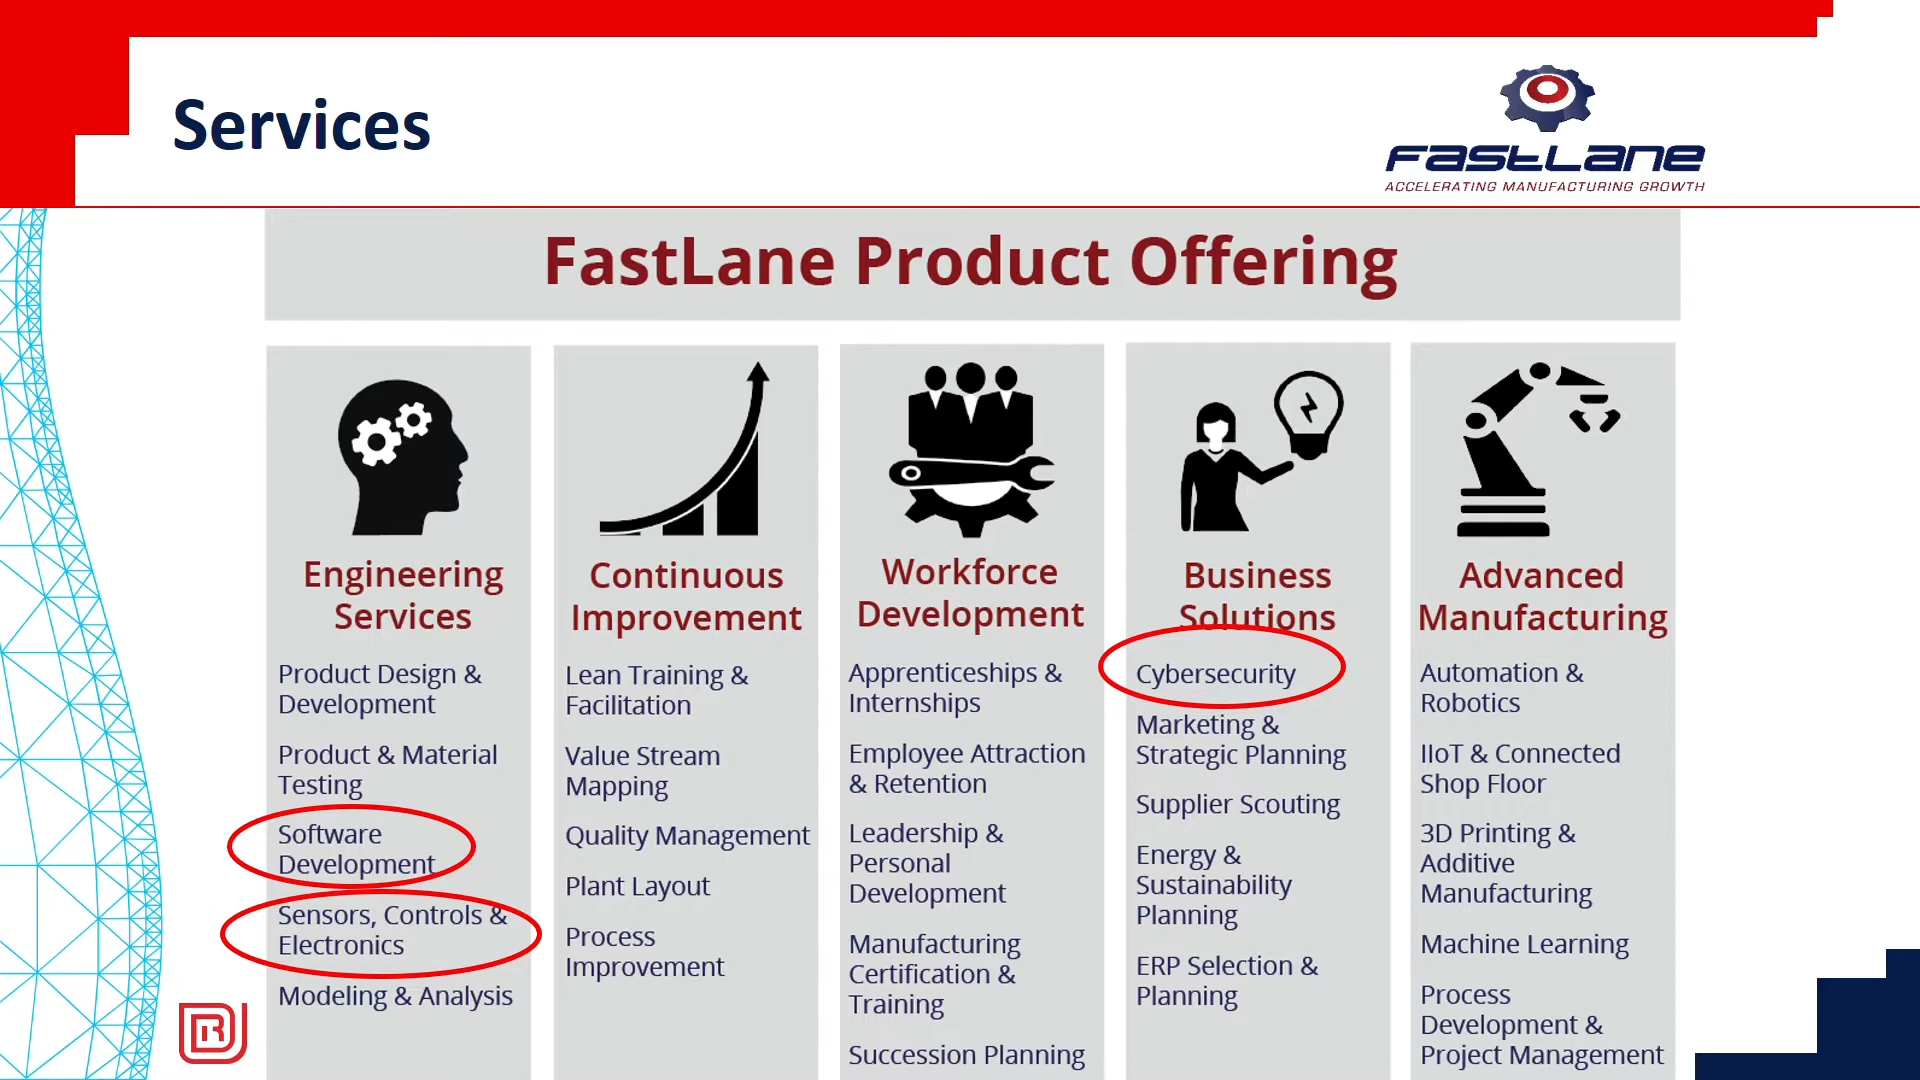 Services
FASTLANE
ACCELERATING MANUFACTURING GROWTH
FastLane Product Offering
Engineering
Services
Product Design &
Development
Product & Material
Testing
Software
Development
Sensors, Controls &
Electronics
Modeling & Analysis
Continuous
Improvement
Lean Training &
Facilitation
Value Stream
Mapping
Quality Management
Plant Layout
Process
Improvement
Workforce
Development
Apprenticeships &
Internships
Employee Attraction
& Retention
Leadership &
Personal
Development
Manufacturing
Certification &
Training
Succession Planning
Business
Solutions
Cybersecurity
Marketing &
Strategic Planning
Supplier Scouting
Energy &
Sustainability
Planning
ERP Selection &
Planning
Advanced
Manufacturing
Automation &
Robotics
IIoT & Connected
Shop Floor
3D Printing &
Additive
Manufacturing
Machine Learning
Process
Development &
Project Management